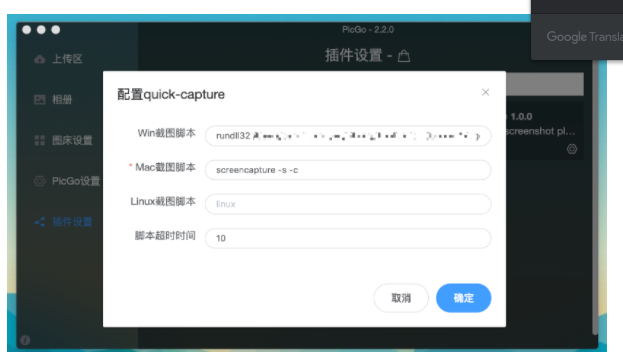 PicGo - 2.2.0
Google Transla
插件设置 -
上传区
相册
图床设置
PicGo设置
插件设置
1.0.0
screenshot pl...
配置quick-capture
Win截图脚本 rundll32
* Mac截图脚本 screencapture -s -c
Linux截图脚本 linux
脚本超时时间 10
取消 确定